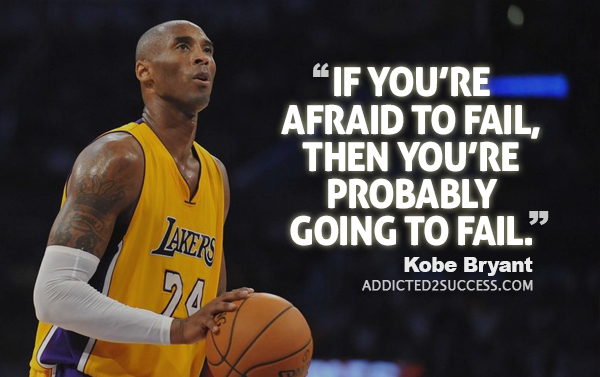 “IF YOU’RE
AFRAID TO FAIL,
THEN YOU’RE
PROBABLY
GOING TO FAIL.”
Kobe Bryant
ADDICTED2SUCCESS.COM
LAKERS
24